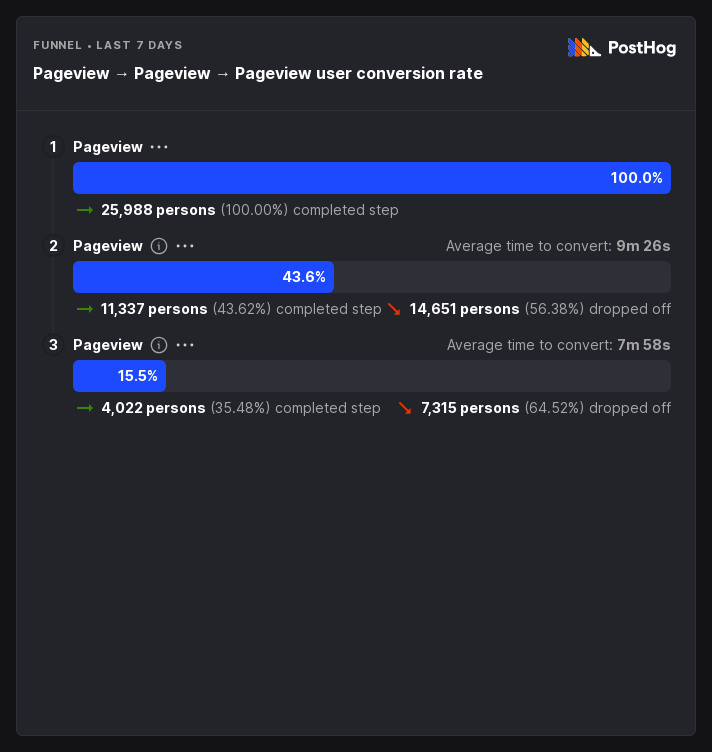 FUNNEL • LAST 7 DAYS
PostHog
Pageview → Pageview → Pageview user conversion rate
1 Pageview ...
100.0%
→ 25,988 persons (100.00%) completed step
2 Pageview i ... Average time to convert: 9m 26s
43.6%
→ 11,337 persons (43.62%) completed step ↘ 14,651 persons (56.38%) dropped off
3 Pageview i ... Average time to convert: 7m 58s
15.5%
→ 4,022 persons (35.48%) completed step ↘ 7,315 persons (64.52%) dropped off